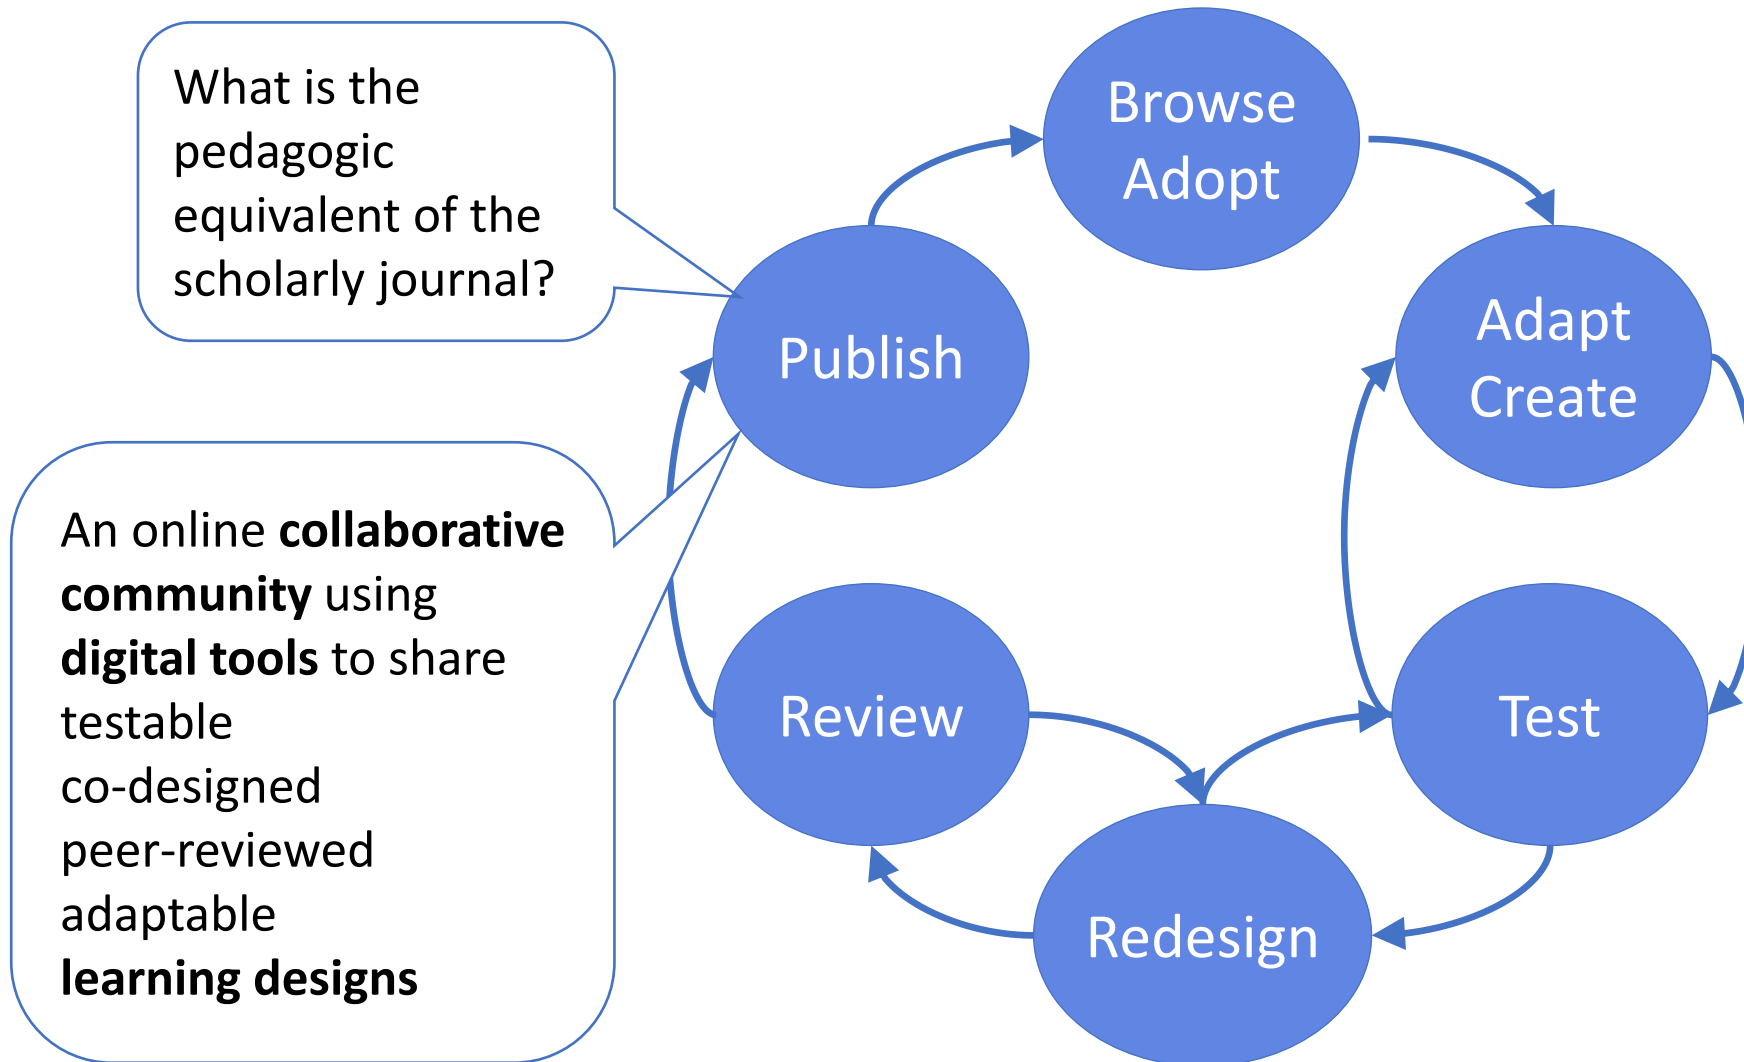 What is the
pedagogic
equivalent of the
scholarly journal?
Browse
Adopt
Adapt
Create
Publish
An online collaborative
community using
digital tools to share
testable
co-designed
peer-reviewed
adaptable
learning designs
Review
Test
Redesign